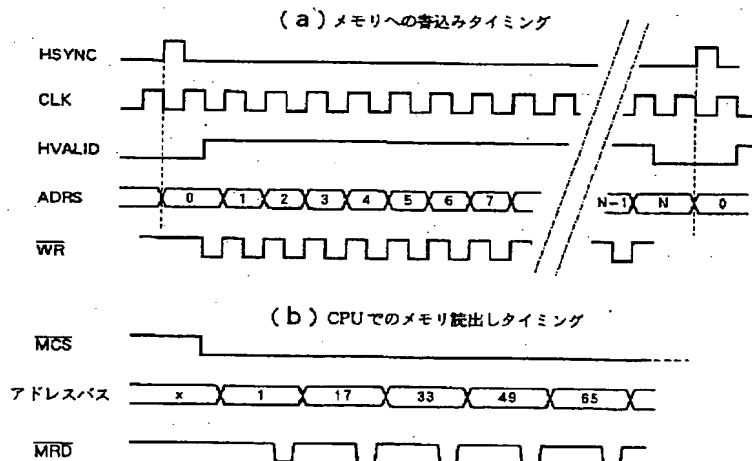 (a)メモリへの書込みタイミング
HSYNC
CLK
HVALID
ADRS 0 1 2 3 4 5 6 7 N-1 N 0
WR
(b)CPUでのメモリ読出しタイミング
MCS
アドレスバス x 1 17 33 49 65
MRD